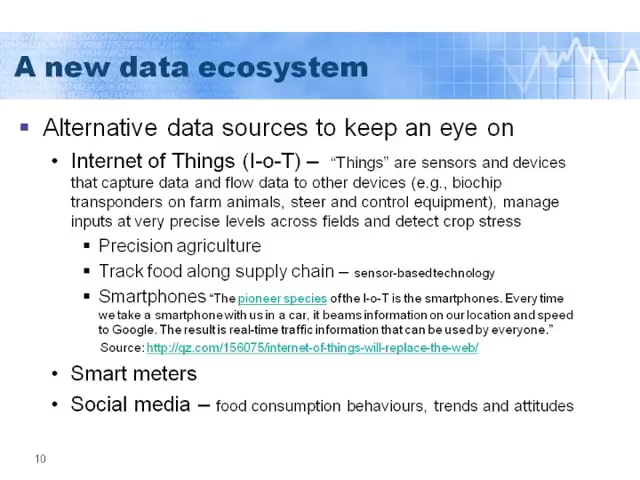 A new data ecosystem
Alternative data sources to keep an eye on
Internet of Things (I-o-T) – “Things” are sensors and devices
that capture data and flow data to other devices (e.g., biochip
transponders on farm animals, steer and control equipment), manage
inputs at very precise levels across fields and detect crop stress
Precision agriculture
Track food along supply chain – sensor-based technology
Smartphones “The pioneer species of the I-o-T is the smartphones. Every time
we take a smartphone with us in a car, it beams information on our location and speed
to Google. The result is real-time traffic information that can be used by everyone.”
Source: http://qz.com/156075/internet-of-things-will-replace-the-web/
Smart meters
Social media – food consumption behaviours, trends and attitudes
10